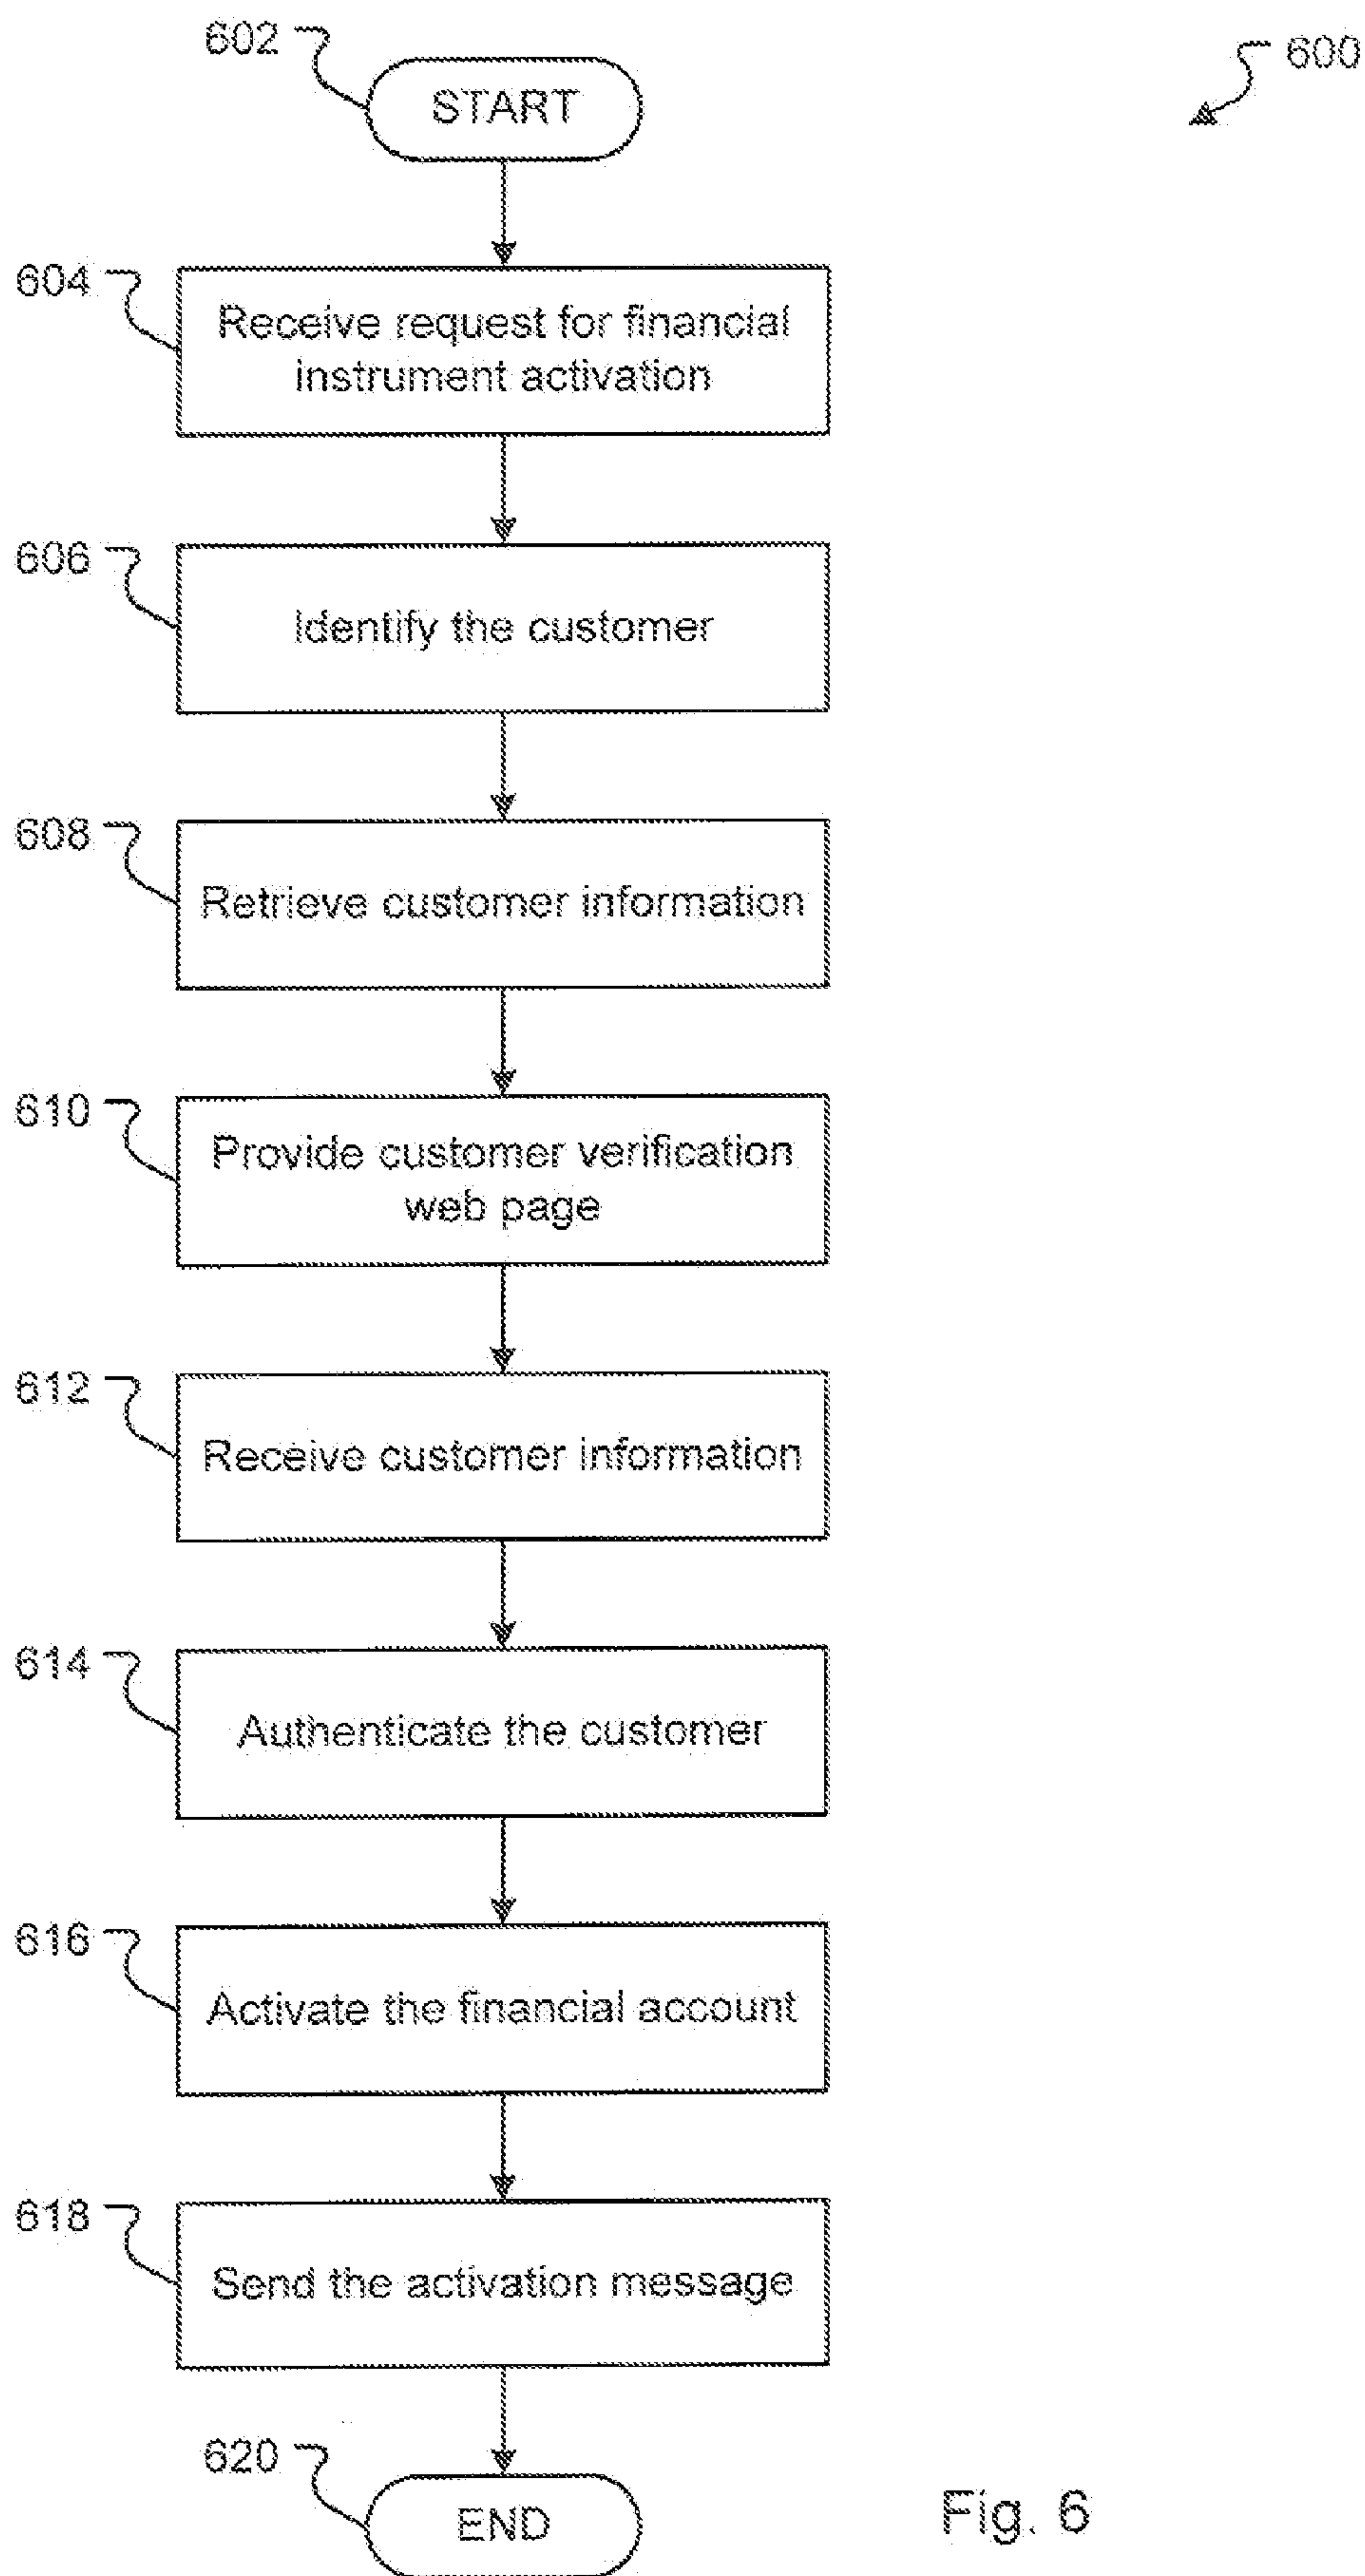 602
START
600
604
Receive request for financial
instrument activation
606
Identify the customer
608
Retrieve customer information
610
Provide customer verification
web page
612
Receive customer information
614
Authenticate the customer
616
Activate the financial account
618
Send the activation message
620
END
Fig. 6